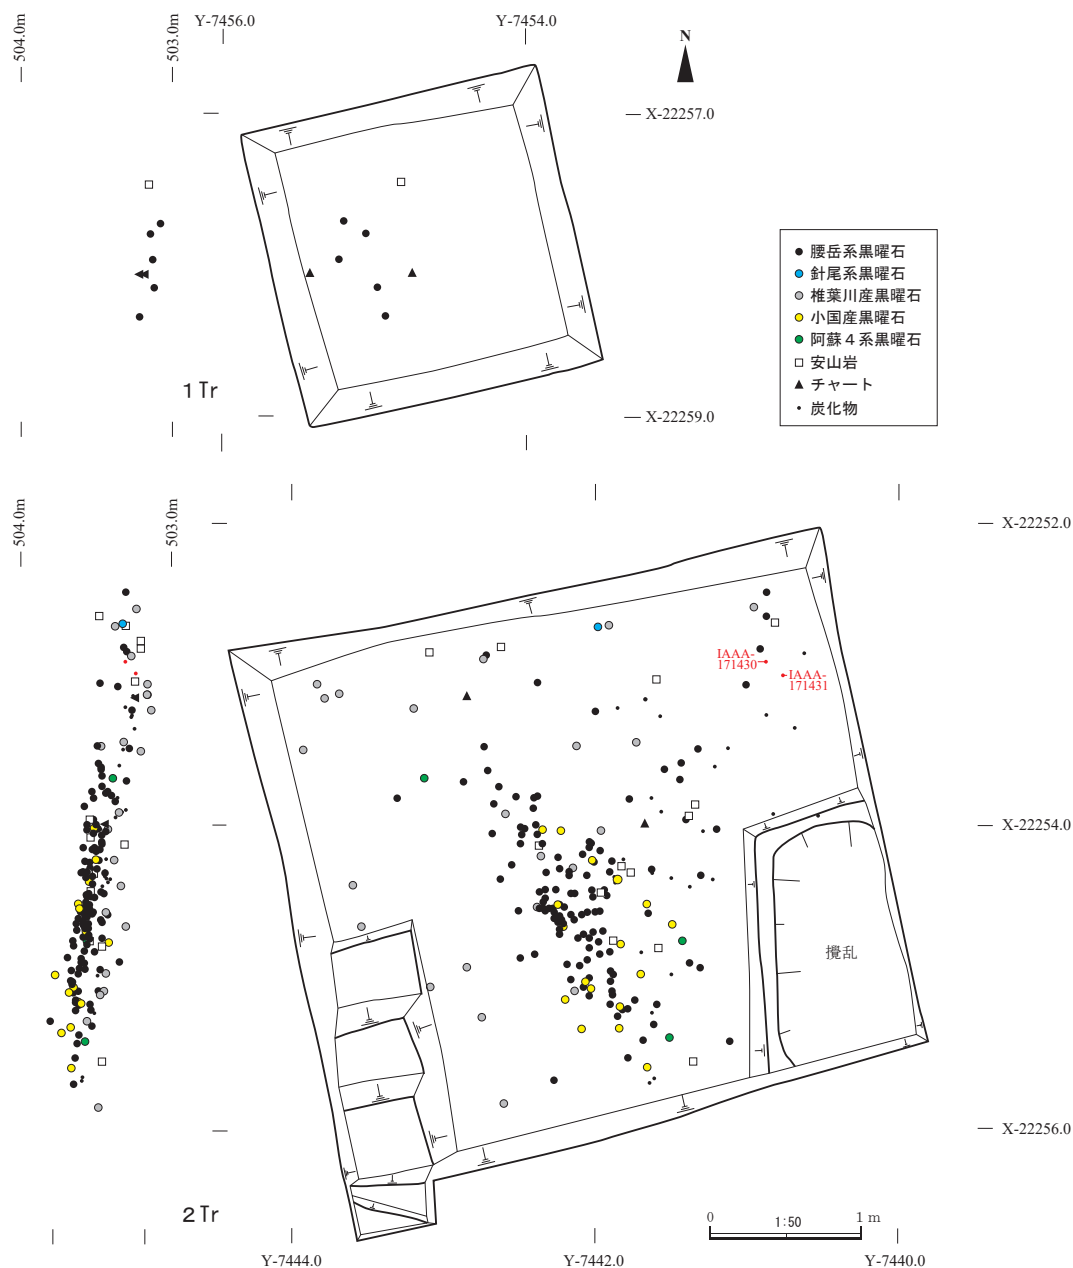 504.0m
503.0m
Y-7456.0
Y-7454.0
N
X-22257.0
腰岳系黒曜石
針尾系黒曜石
椎葉川産黒曜石
小国産黒曜石
阿蘇４系黒曜石
安山岩
チャート
炭化物
1 Tr
X-22259.0
504.0m
503.0m
X-22252.0
IAAA-
171430
IAAA-
171431
X-22254.0
攪乱
X-22256.0
2 Tr
0
1:50
1 m
Y-7444.0
Y-7442.0
Y-7440.0